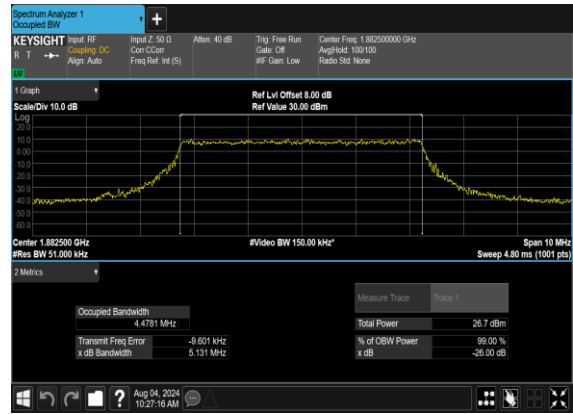 Spectrum Analyzer 1
Occupied BW
KEYSIGHT Input: RF Input Z: 50 Ω Atten: 40 dB Trig: Free Run Center Freq: 1.882500000 GHz
R T Coupling: DC Corr CCorr Gate: Off Avg|Hold: 100/100
Align: Auto Freq Ref: Int (S) #IF Gain: Low Radio Std: None
LU
1 Graph
Ref Lvl Offset 8.00 dB
Scale/Div 10.0 dB Ref Value 30.00 dBm
Log
20.0
10.0
0.00
-10.0
-20.0
-30.0
-40.0
-50.0
-60.0
Center 1.882500 GHz #Video BW 150.00 kHz* Span 10 MHz
#Res BW 51.000 kHz Sweep 4.80 ms (1001 pts)
2 Metrics
Measure Trace Trace 1
Occupied Bandwidth
4.4781 MHz Total Power 26.7 dBm
Transmit Freq Error -9.601 kHz % of OBW Power 99.00 %
x dB Bandwidth 5.131 MHz x dB -26.00 dB
? Aug 04, 2024
10:27:16 AM